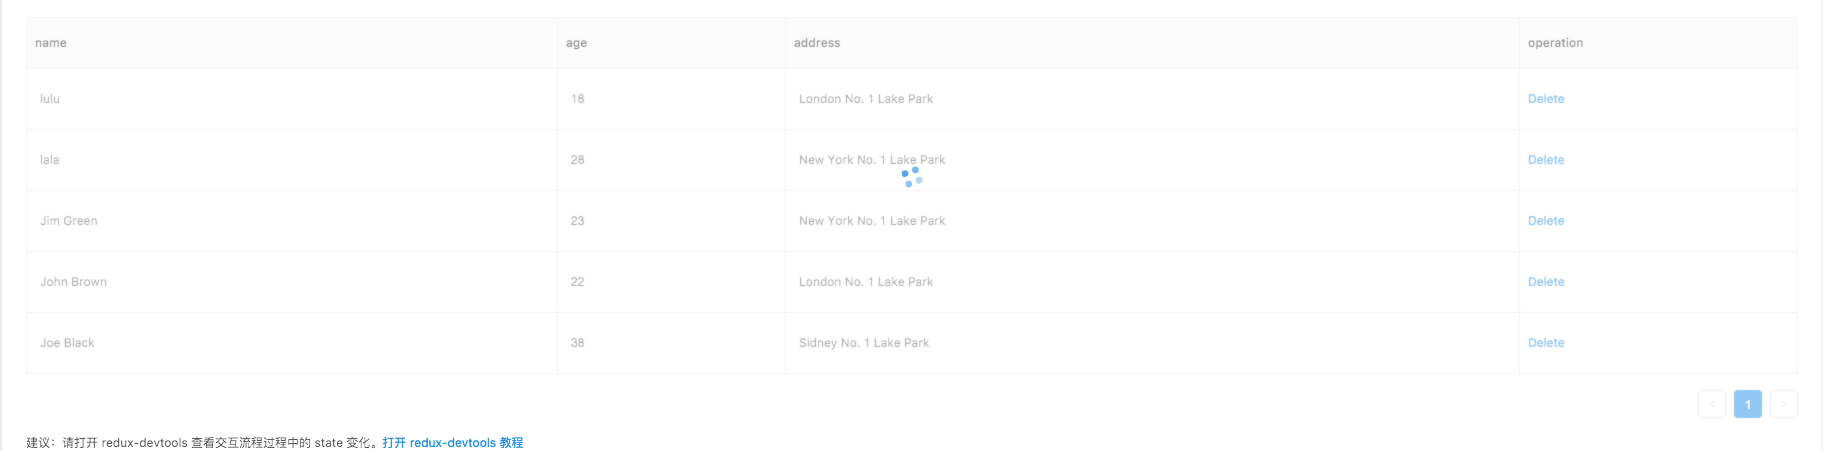 name age address operation
lulu 18 London No. 1 Lake Park Delete
lala 28 New York No. 1 Lake Park Delete
Jim Green 23 New York No. 1 Lake Park Delete
John Brown 22 London No. 1 Lake Park Delete
Joe Black 38 Sidney No. 1 Lake Park Delete
< 1 >
建议：请打开 redux-devtools 查看交互流程过程中的 state 变化。打开 redux-devtools 教程